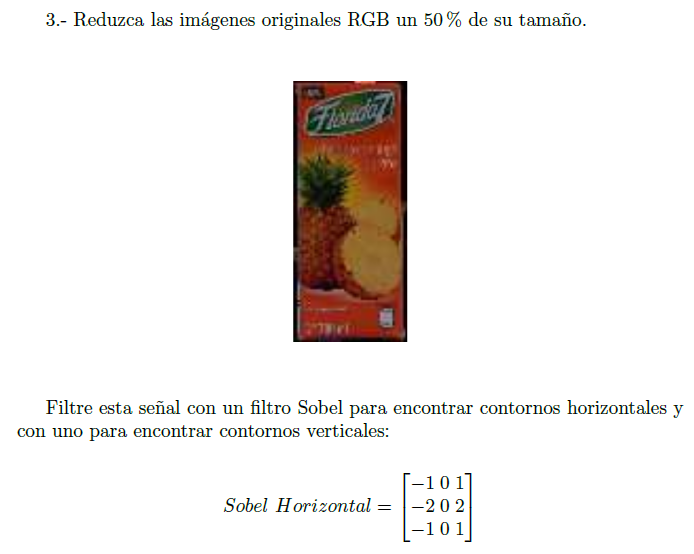 3.- Reduzca las imágenes originales RGB un 50 % de su tamaño.
Florida7
Filtre esta señal con un filtro Sobel para encontrar contornos horizontales y
con uno para encontrar contornos verticales:
Sobel Horizontal =
−1 0 1
−2 0 2
−1 0 1